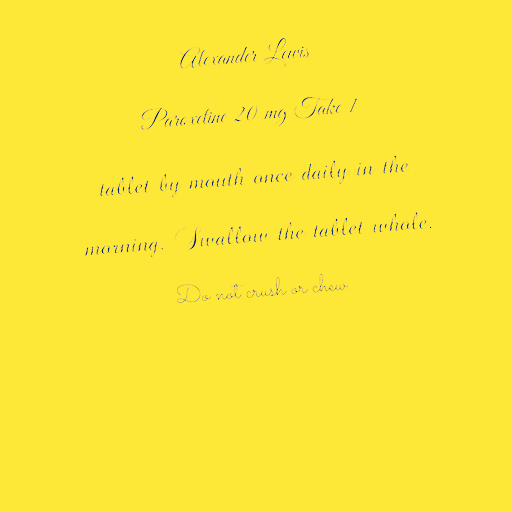 Alexander Lewis
Paroxetine 20 mg Take 1
tablet by mouth once daily in the
morning. Swallow the tablet whole.
Do not crush or chew